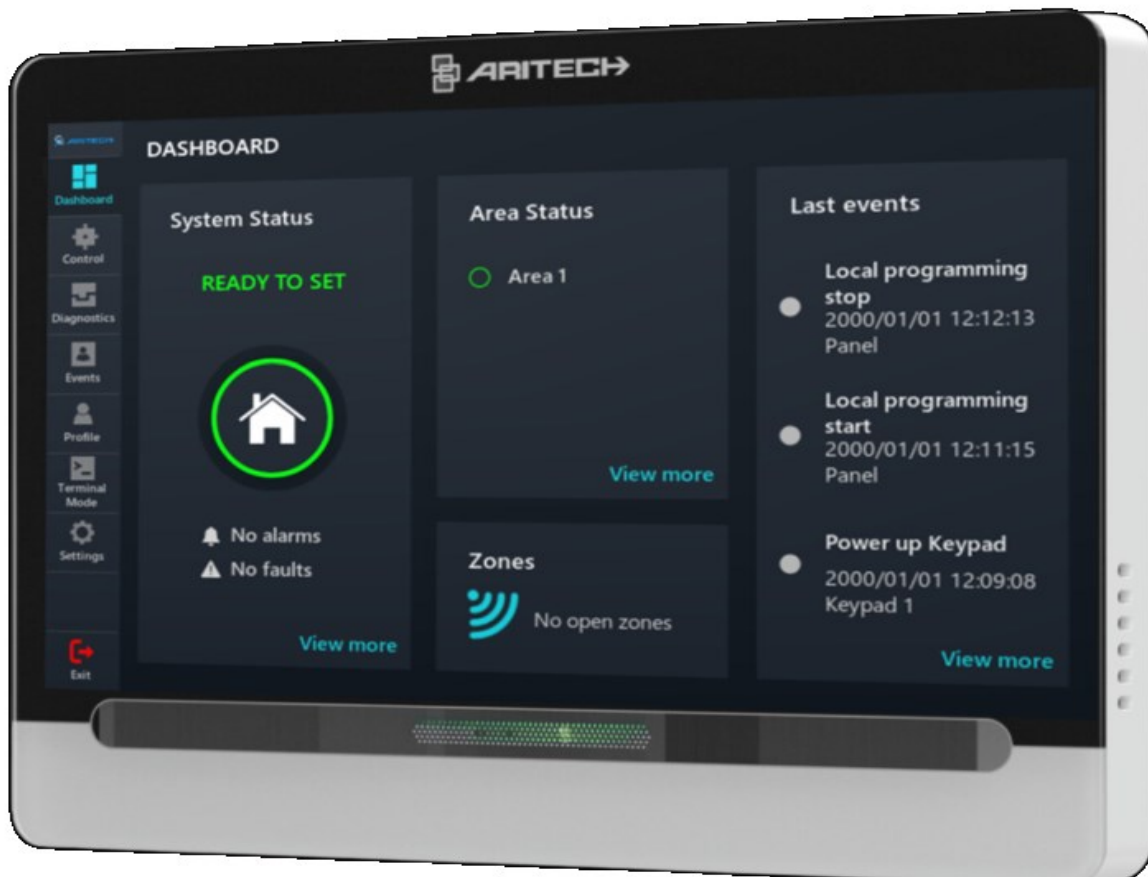 ARITECH
ARITECH
DASHBOARD
Dashboard
Control
Diagnostics
Events
Profile
Terminal
Mode
Settings
Exit
System Status
READY TO SET
No alarms
No faults
View more
Area Status
Area 1
View more
Zones
No open zones
Last events
Local programming
stop
2000/01/01 12:12:13
Panel
Local programming
start
2000/01/01 12:11:15
Panel
Power up Keypad
2000/01/01 12:09:08
Keypad 1
View more